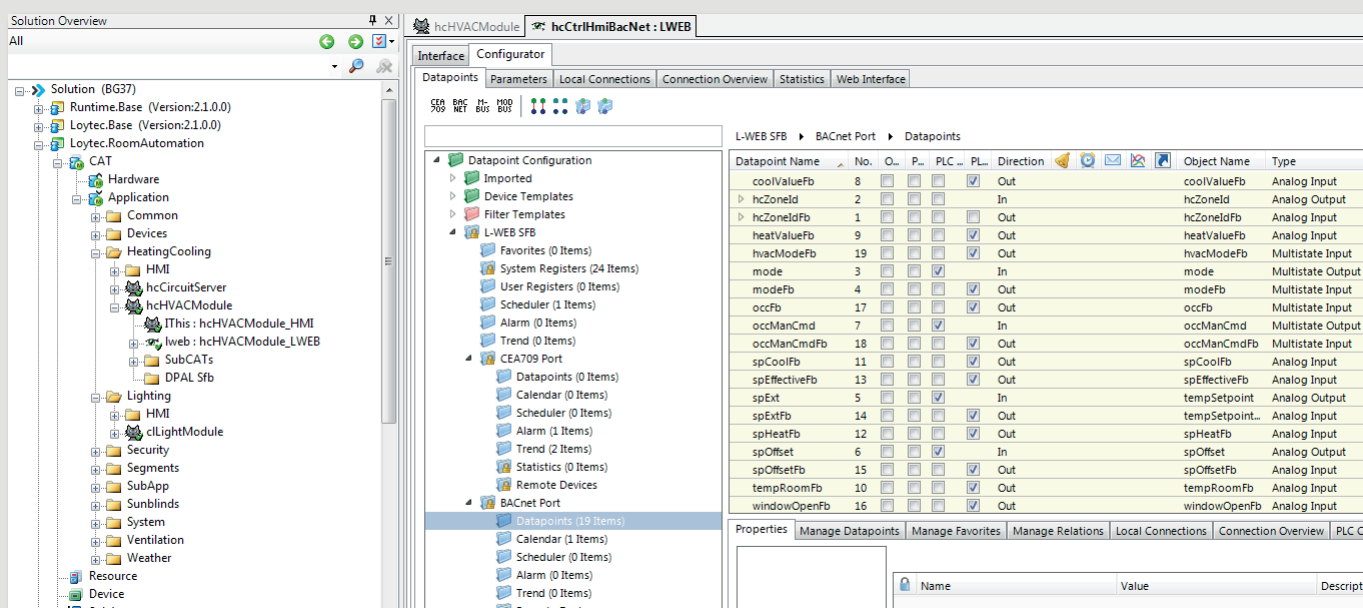 Solution Overview
All
Solution (BG37)
Runtime.Base (Version:2.1.0.0)
Loytec.Base (Version:2.1.0.0)
Loytec.RoomAutomation
CAT
Hardware
Application
Common
Devices
HeatingCooling
HMI
hcCircuitServer
hcHVACModule
IThis : hcHVACModule_HMI
lweb : hcHVACModule_LWEB
SubCATs
DPAL Sfb
Lighting
HMI
clLightModule
Security
Segments
SubApp
Sunblinds
System
Ventilation
Weather
Resource
Device
hcHVACModule hcCtrlHmiBacNet : LWEB
Interface Configurator
Datapoints Parameters Local Connections Connection Overview Statistics Web Interface
CEA 709 BAC NET M- BUS MOD BUS
Datapoint Configuration
Imported
Device Templates
Filter Templates
L-WEB SFB
Favorites (0 Items)
System Registers (24 Items)
User Registers (0 Items)
Scheduler (1 Items)
Alarm (0 Items)
Trend (0 Items)
CEA709 Port
Datapoints (0 Items)
Calendar (0 Items)
Scheduler (0 Items)
Alarm (1 Items)
Trend (2 Items)
Statistics (0 Items)
Remote Devices
BACnet Port
Datapoints (19 Items)
Calendar (1 Items)
Scheduler (0 Items)
Alarm (0 Items)
Trend (0 Items)
L-WEB SFB BACnet Port Datapoints
Datapoint Name No. O... P... PLC ... PL... Direction Object Name Type
coolValueFb 8 Out coolValueFb Analog Input
hcZoneId 2 In hcZoneId Analog Output
hcZoneIdFb 1 Out hcZoneIdFb Analog Input
heatValueFb 9 Out heatValueFb Analog Input
hvacModeFb 19 Out hvacModeFb Multistate Input
mode 3 In mode Multistate Output
modeFb 4 Out modeFb Multistate Input
occFb 17 Out occFb Multistate Input
occManCmd 7 In occManCmd Multistate Output
occManCmdFb 18 Out occManCmdFb Multistate Input
spCoolFb 11 Out spCoolFb Analog Input
spEffectiveFb 13 Out spEffectiveFb Analog Input
spExt 5 In tempSetpoint Analog Output
spExtFb 14 Out tempSetpoint... Analog Input
spHeatFb 12 Out spHeatFb Analog Input
spOffset 6 In spOffset Analog Output
spOffsetFb 15 Out spOffsetFb Analog Input
tempRoomFb 10 Out tempRoomFb Analog Input
windowOpenFb 16 Out windowOpenFb Analog Input
Properties Manage Datapoints Manage Favorites Manage Relations Local Connections Connection Overview PLC C
Name Value Descript